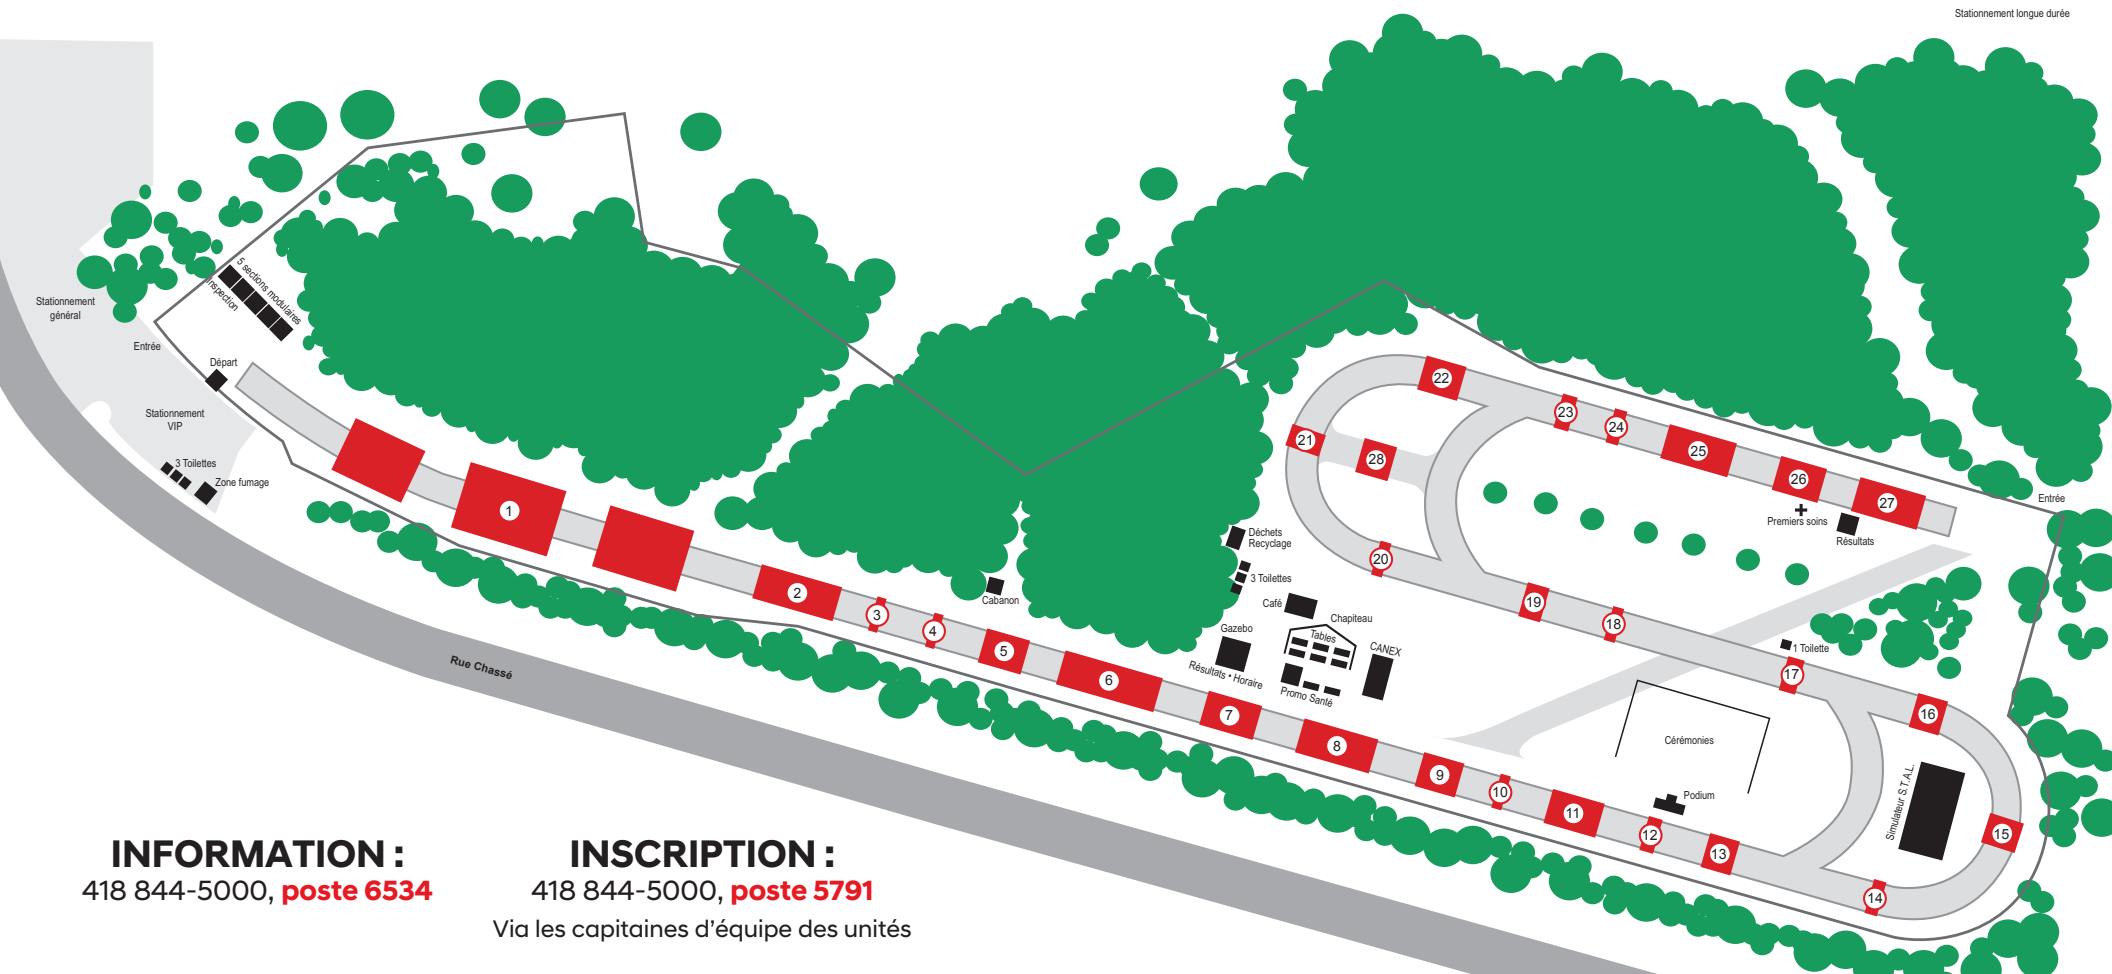 Stationnement longue durée
5 sections modulaires
Inspection
Stationnement
général
Entrée
Départ
Stationnement
VIP
3 Toilettes
Zone fumage
1
2
3
4
5
6
7
8
9
10
11
12
13
14
15
16
17
18
19
20
21
22
23
24
25
26
27
28
Premiers soins
Résultats
Entrée
Déchets
Recyclage
3 Toilettes
Cabanon
Café
Chapiteau
Gazebo
Tables
CANEX
Résultats • Horaire
Promo Santé
1 Toilette
Cérémonies
Podium
Simulateur S.T.A.L.
Rue Chassé
INFORMATION :
418 844-5000, poste 6534
INSCRIPTION :
418 844-5000, poste 5791
Via les capitaines d'équipe des unités